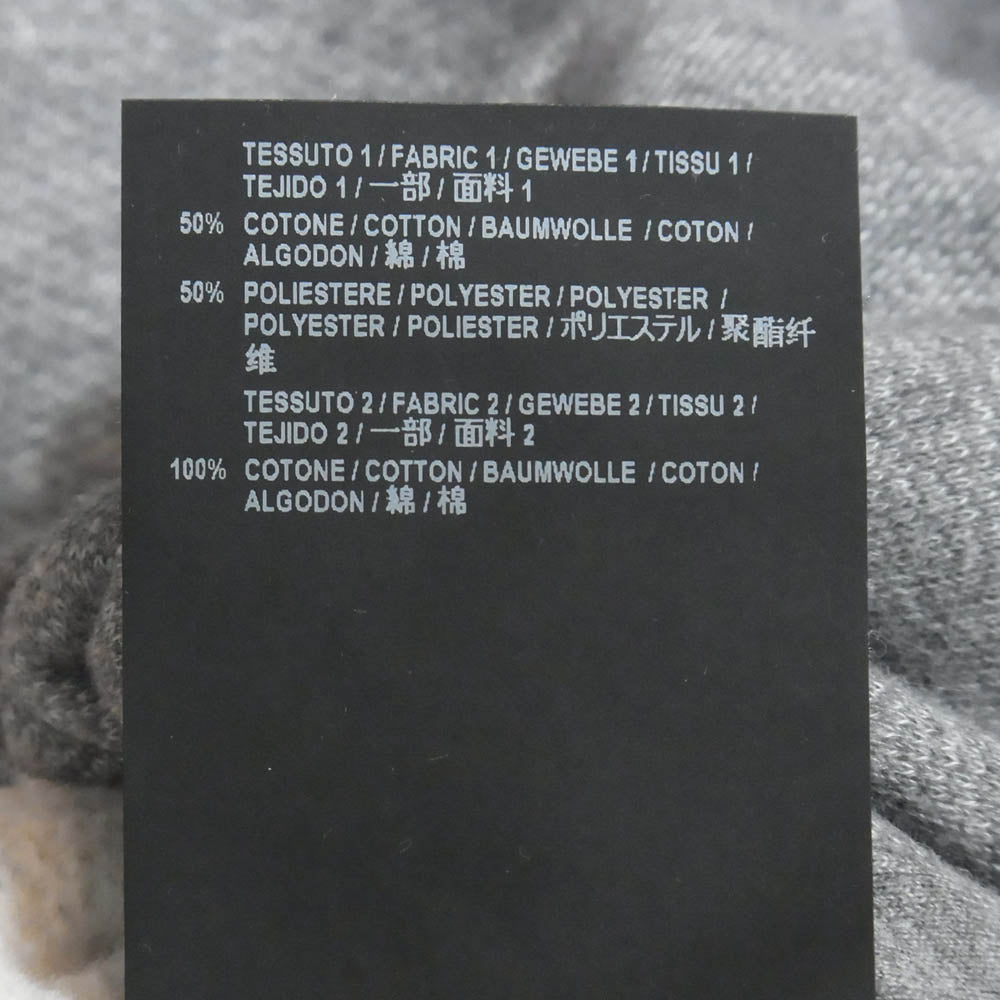 TESSUTO 1 / FABRIC 1 / GEWEBE 1 / TISSU 1 /
TEJIDO 1 / 一部 / 面料 1
50% COTONE / COTTON / BAUMWOLLE / COTON /
ALGODON / 綿 / 棉
50% POLIESTERE / POLYESTER / POLYESTER /
POLYESTER / POLIESTER / ポリエステル / 聚酯纤
维
TESSUTO 2 / FABRIC 2 / GEWEBE 2 / TISSU 2 /
TEJIDO 2 / 一部 / 面料 2
100% COTONE / COTTON / BAUMWOLLE / COTON /
ALGODON / 綿 / 棉